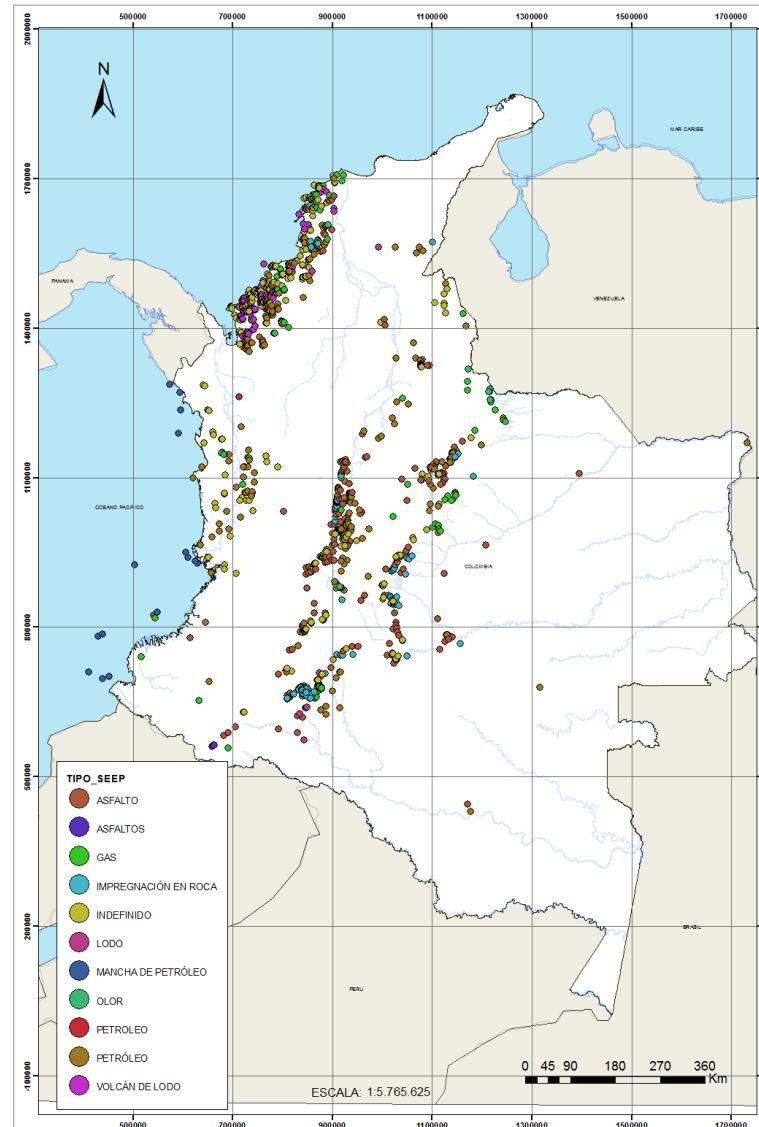 500000 700000 900000 1100000 1300000 1500000 1700000
2000000
N
MAR CARIBE
1700000
PANAMA
VENEZUELA
1400000
1100000
OCEANO PACIFICO
COLOMBIA
800000
500000
TIPO_SEEP
ASFALTO
ASFALTOS
GAS
IMPREGNACIÓN EN ROCA
INDEFINIDO
LODO
MANCHA DE PETRÓLEO
OLOR
PETROLEO
PETRÓLEO
VOLCÁN DE LODO
200000
BRASIL
PERU
-100000
0 45 90 180 270 360
Km
ESCALA: 1:5.765.625
500000 700000 900000 1100000 1300000 1500000 1700000